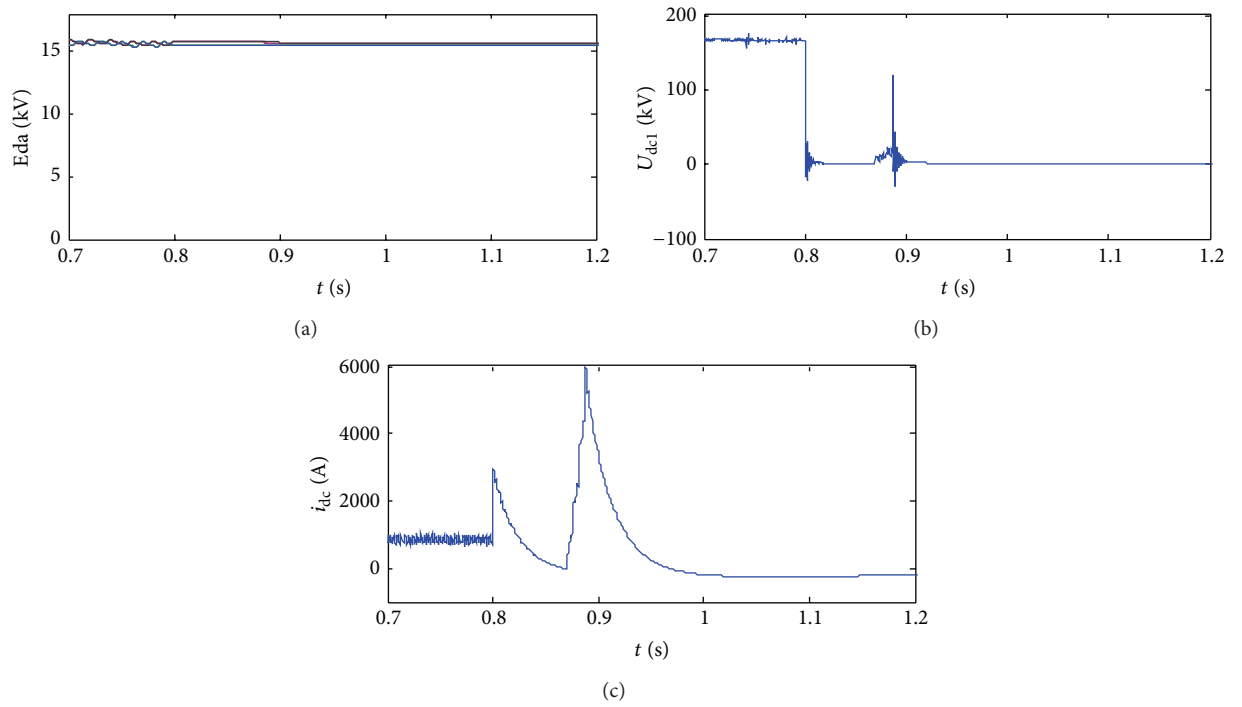 15
10
5
0
Eda (kV)
0.7 0.8 0.9 1 1.1 1.2
t (s)
(a)
200
100
0
−100
U_dc1 (kV)
0.7 0.8 0.9 1 1.1 1.2
t (s)
(b)
6000
4000
2000
0
i_dc (A)
0.7 0.8 0.9 1 1.1 1.2
t (s)
(c)